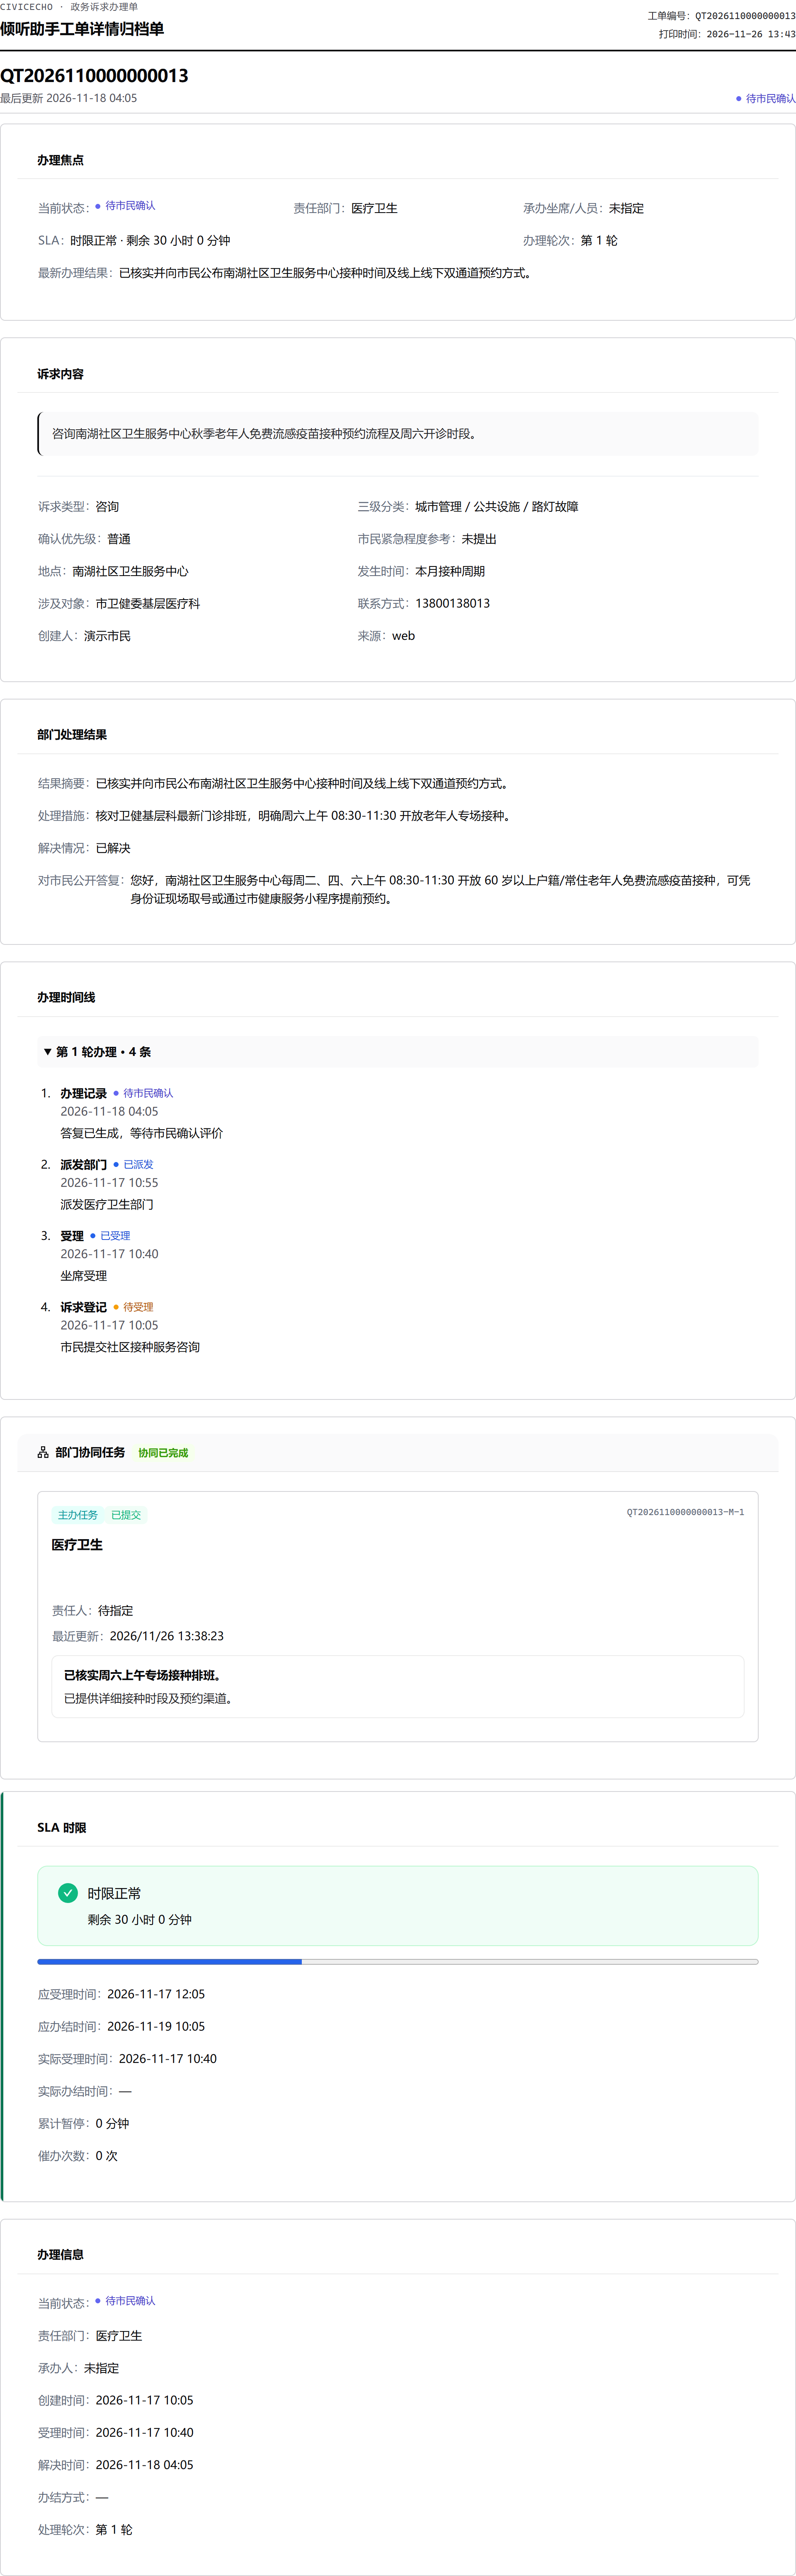 CIVICECHO · 政务诉求办理单
倾听助手工单详情归档单
工单编号：QT2026110000000013
打印时间：2026-11-26 13:43
QT2026110000000013
最后更新 2026-11-18 04:05
待市民确认
办理焦点
当前状态：待市民确认
责任部门：医疗卫生
承办坐席/人员：未指定
SLA：时限正常 · 剩余 30 小时 0 分钟
办理轮次：第 1 轮
最新办理结果：已核实并向市民公布南湖社区卫生服务中心接种时间及线上线下双通道预约方式。
诉求内容
咨询南湖社区卫生服务中心秋季老年人免费流感疫苗接种预约流程及周六开诊时段。
诉求类型：咨询
三级分类：城市管理 / 公共设施 / 路灯故障
确认优先级：普通
市民紧急程度参考：未提出
地点：南湖社区卫生服务中心
发生时间：本月接种周期
涉及对象：市卫健委基层医疗科
联系方式：13800138013
创建人：演示市民
来源：web
部门处理结果
结果摘要：已核实并向市民公布南湖社区卫生服务中心接种时间及线上线下双通道预约方式。
处理措施：核对卫健基层科最新门诊排班，明确周六上午 08:30-11:30 开放老年人专场接种。
解决情况：已解决
对市民公开答复：您好，南湖社区卫生服务中心每周二、四、六上午 08:30-11:30 开放 60 岁以上户籍/常住老年人免费流感疫苗接种，可凭
身份证现场取号或通过市健康服务小程序提前预约。
办理时间线
▼ 第 1 轮办理 • 4 条
1. 办理记录 待市民确认
2026-11-18 04:05
答复已生成，等待市民确认评价
2. 派发部门 已派发
2026-11-17 10:55
派发医疗卫生部门
3. 受理 已受理
2026-11-17 10:40
坐席受理
4. 诉求登记 待受理
2026-11-17 10:05
市民提交社区接种服务咨询
部门协同任务 协同已完成
主办任务 已提交
QT2026110000000013-M-1
医疗卫生
责任人：待指定
最近更新：2026/11/26 13:38:23
已核实周六上午专场接种排班。
已提供详细接种时段及预约渠道。
SLA 时限
时限正常
剩余 30 小时 0 分钟
应受理时间：2026-11-17 12:05
应办结时间：2026-11-19 10:05
实际受理时间：2026-11-17 10:40
实际办结时间：—
累计暂停：0 分钟
催办次数：0 次
办理信息
当前状态：待市民确认
责任部门：医疗卫生
承办人：未指定
创建时间：2026-11-17 10:05
受理时间：2026-11-17 10:40
解决时间：2026-11-18 04:05
办结方式：—
处理轮次：第 1 轮